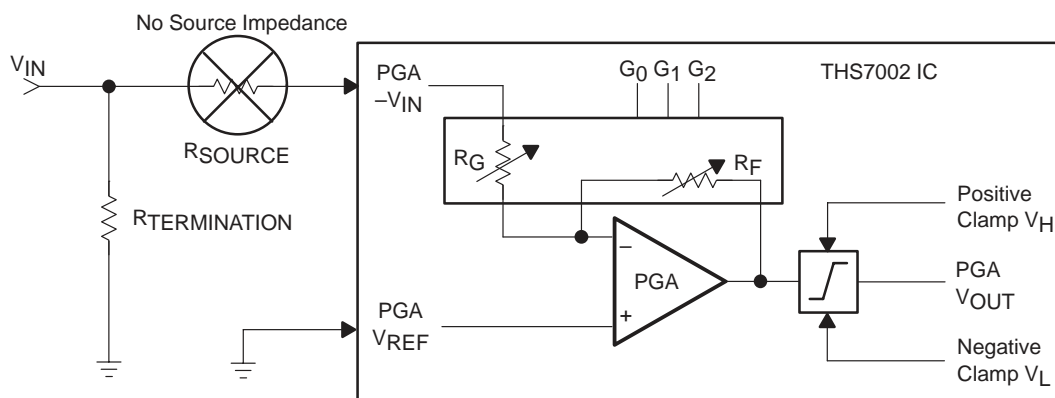 No Source Impedance
VIN
RSOURCE
RTERMINATION
PGA
–VIN
G0 G1 G2
THS7002 IC
RG
RF
–
PGA
+
PGA
VREF
Positive
Clamp VH
PGA
VOUT
Negative
Clamp VL